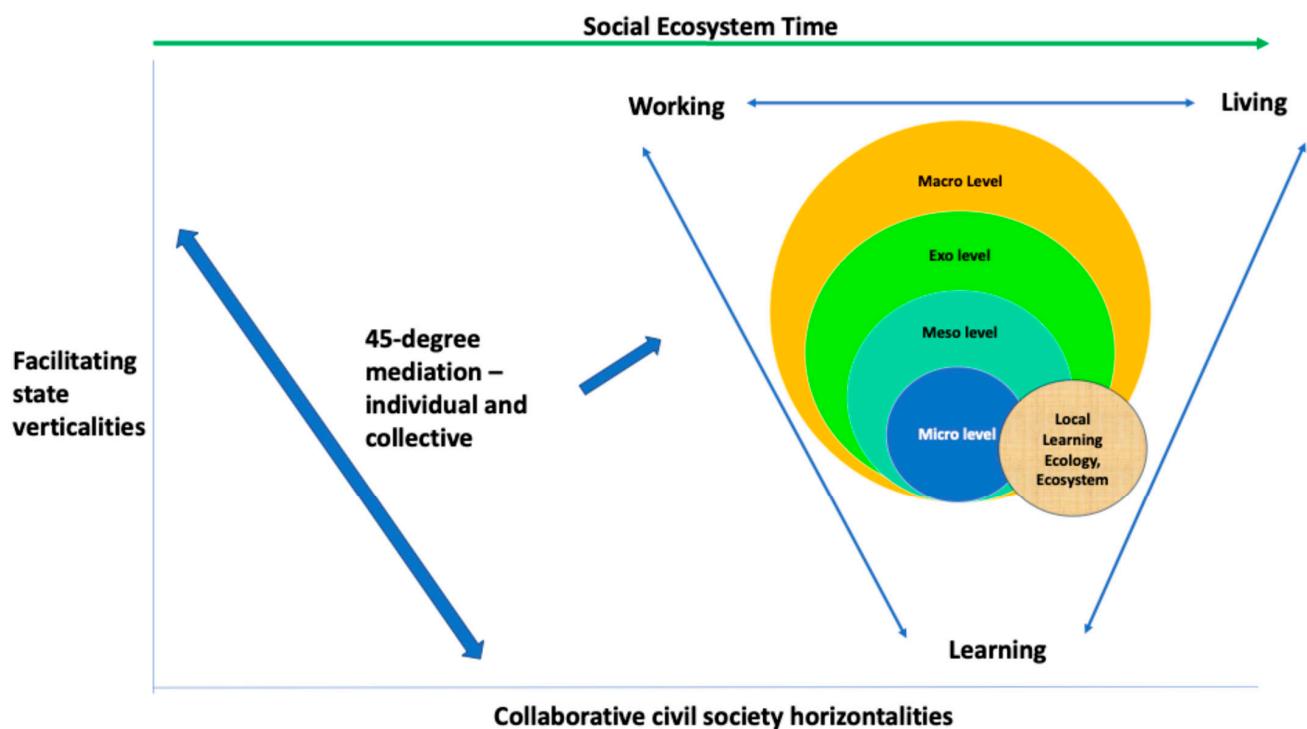 Social Ecosystem Time
Working
Living
Macro Level
Exo level
Meso level
Micro level
Local
Learning
Ecology,
Ecosystem
45-degree
mediation –
individual and
collective
Facilitating
state
verticalities
Learning
Collaborative civil society horizontalities